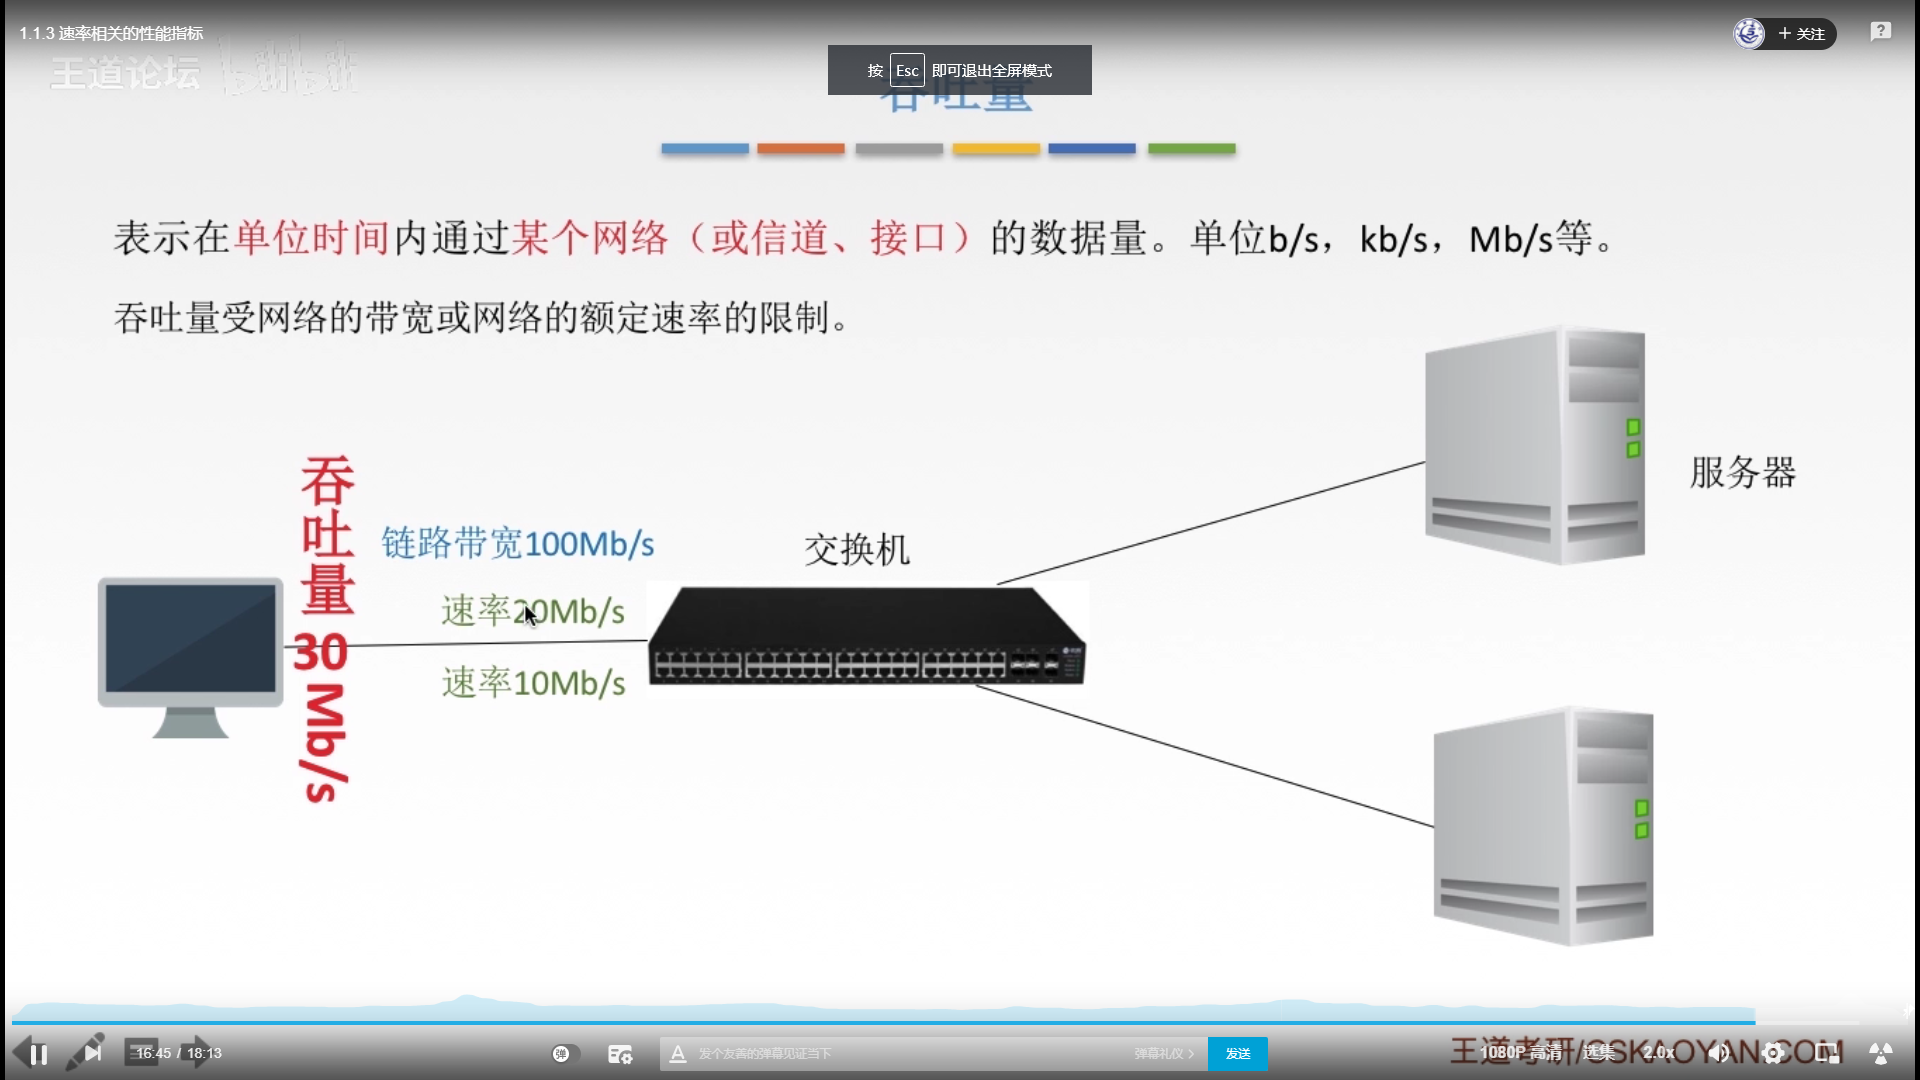 1.1.3 速率相关的性能指标
+ 关注
王道论坛 bilibili
按 Esc 即可退出全屏模式
吞吐量
表示在单位时间内通过某个网络（或信道、接口）的数据量。单位b/s，kb/s，Mb/s等。
吞吐量受网络的带宽或网络的额定速率的限制。
服务器
吞吐量30Mb/s
链路带宽100Mb/s
交换机
速率20Mb/s
速率10Mb/s
16:45 / 18:13
弹
发个友善的弹幕见证当下
弹幕礼仪 >
发送
王道考研/CSKAOYAN.COM
1080P 高清
选集
2.0x